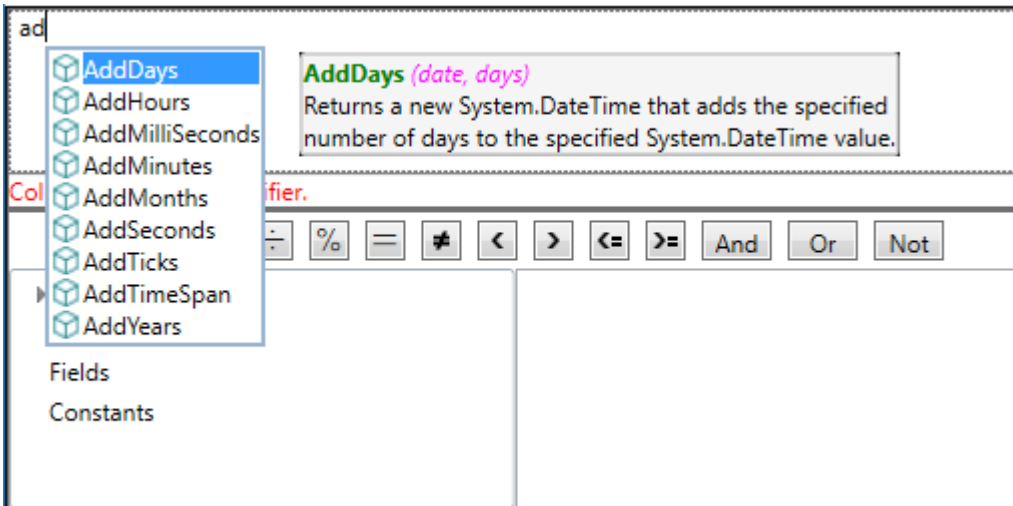 ad
AddDays
AddHours
AddMilliSeconds
AddMinutes
AddMonths
AddSeconds
AddTicks
AddTimeSpan
AddYears
AddDays (date, days)
Returns a new System.DateTime that adds the specified
number of days to the specified System.DateTime value.
Col
÷ % = ≠ < > <= >= And Or Not
Fields
Constants